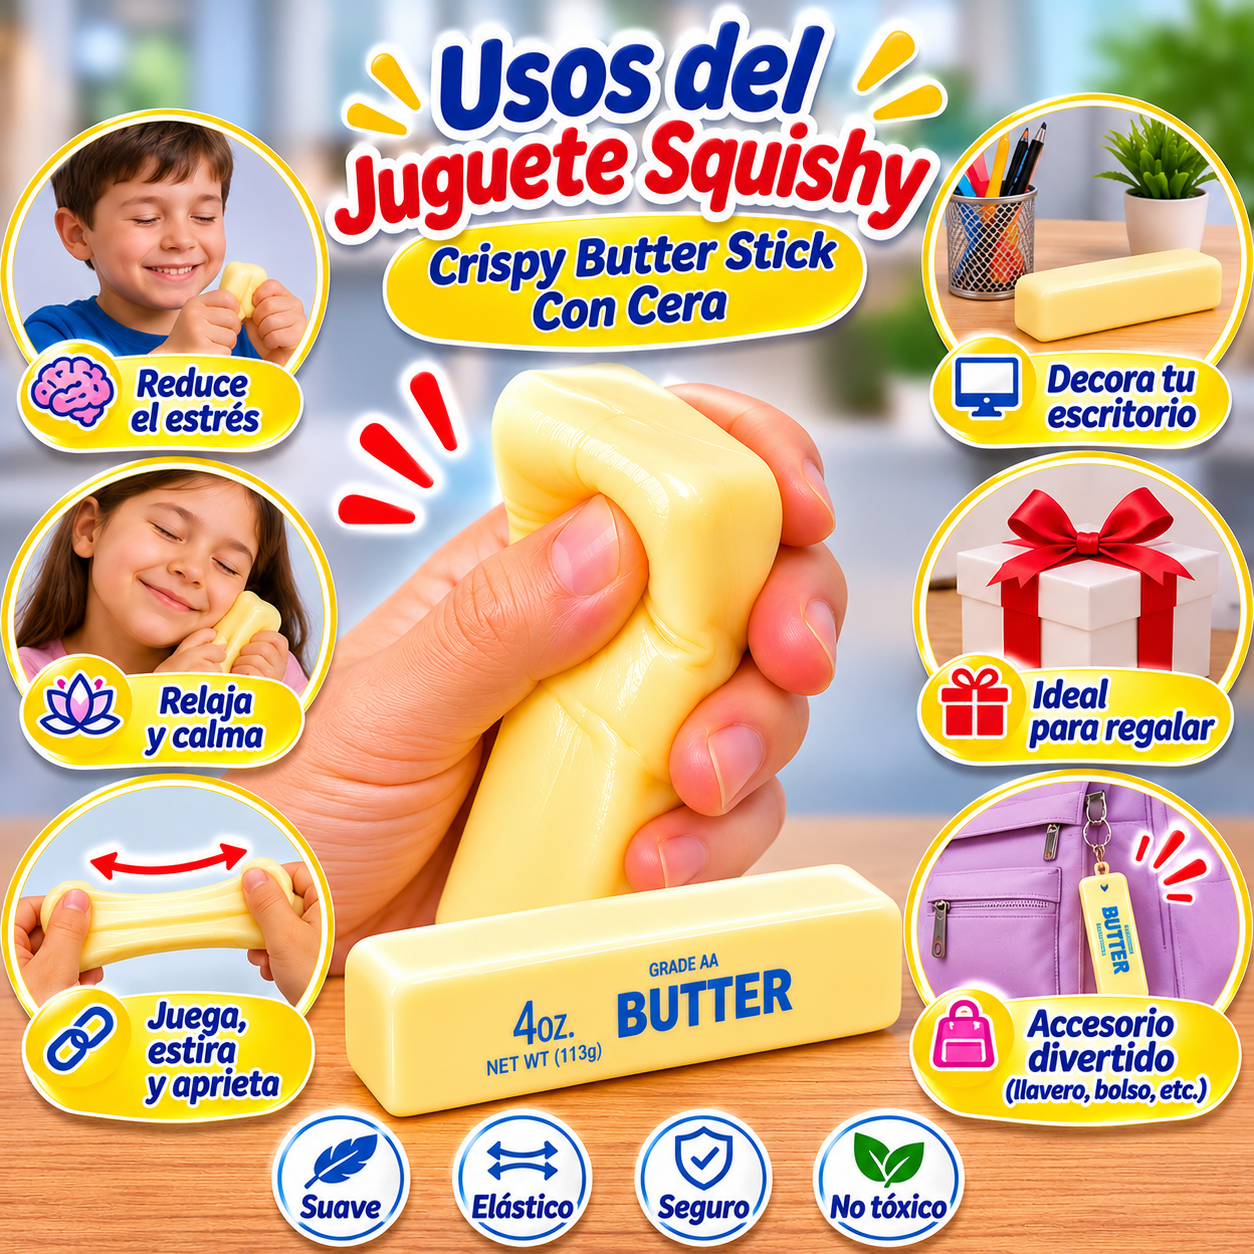 Usos del
Juguete Squishy
Crispy Butter Stick
Con Cera
Reduce
el estrés
Relaja
y calma
Juega,
estira
y aprieta
Decora tu
escritorio
Ideal
para regalar
BUTTER
Accesorio
divertido
(llavero, bolso, etc.)
GRADE AA
4oz. BUTTER
NET WT (113g)
Suave
Elástico
Seguro
No tóxico